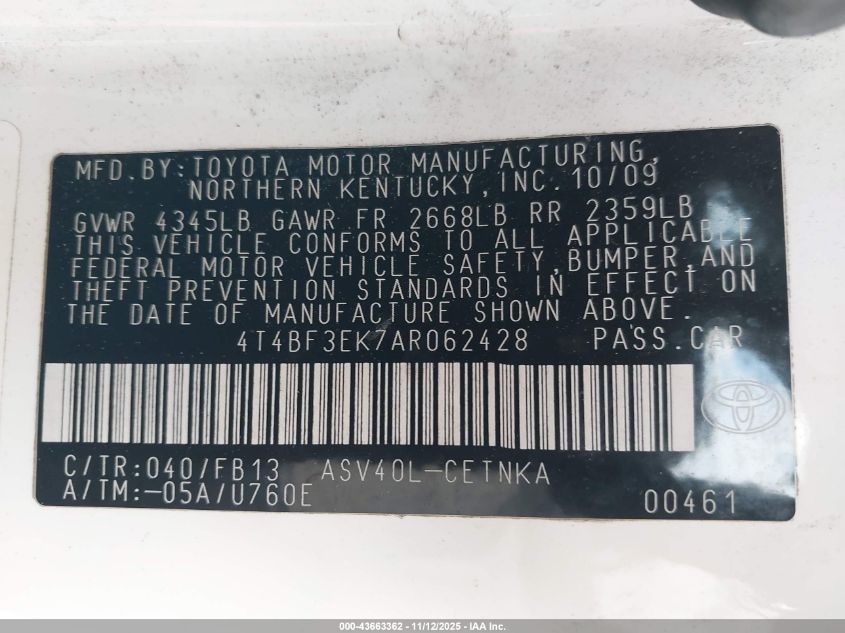 MFD. BY: TOYOTA MOTOR MANUFACTURING,
NORTHERN KENTUCKY, INC. 10/09
GVWR 4345LB GAWR FR 2668LB RR 2359LB
THIS VEHICLE CONFORMS TO ALL APPLICABLE
FEDERAL MOTOR VEHICLE SAFETY, BUMPER, AND
THEFT PREVENTION STANDARDS IN EFFECT ON
THE DATE OF MANUFACTURE SHOWN ABOVE.
4T4BF3EK7AR062428 PASS. CAR
C/TR: 040/FB13 ASV40L-CETNKA
A/TM: -05A/U760E 00461
000-43663362 - 11/12/2025 - IAA Inc.